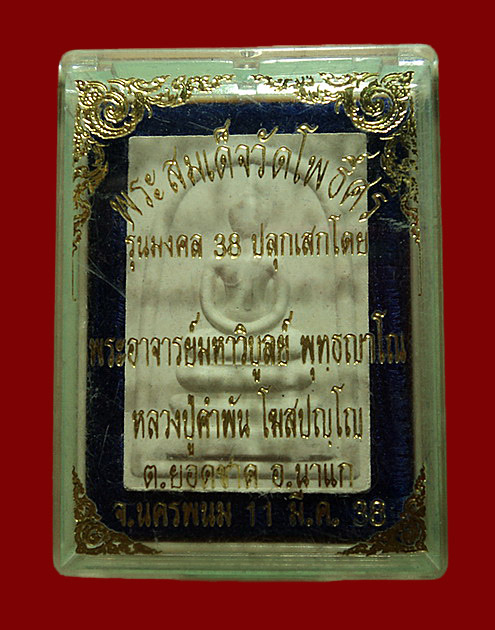 พระสมเด็จวัดโพธิ์ศรี
รุ่นมงคล 38 ปลุกเสกโดย
พระอาจารย์มหาวิบูลย์ พุทธญาโณ
หลวงปู่คำพัน โฆสปญฺโญ
ต.ยอดชาด อ.นาแก
จ.นครพนม 11 มี.ค. 38